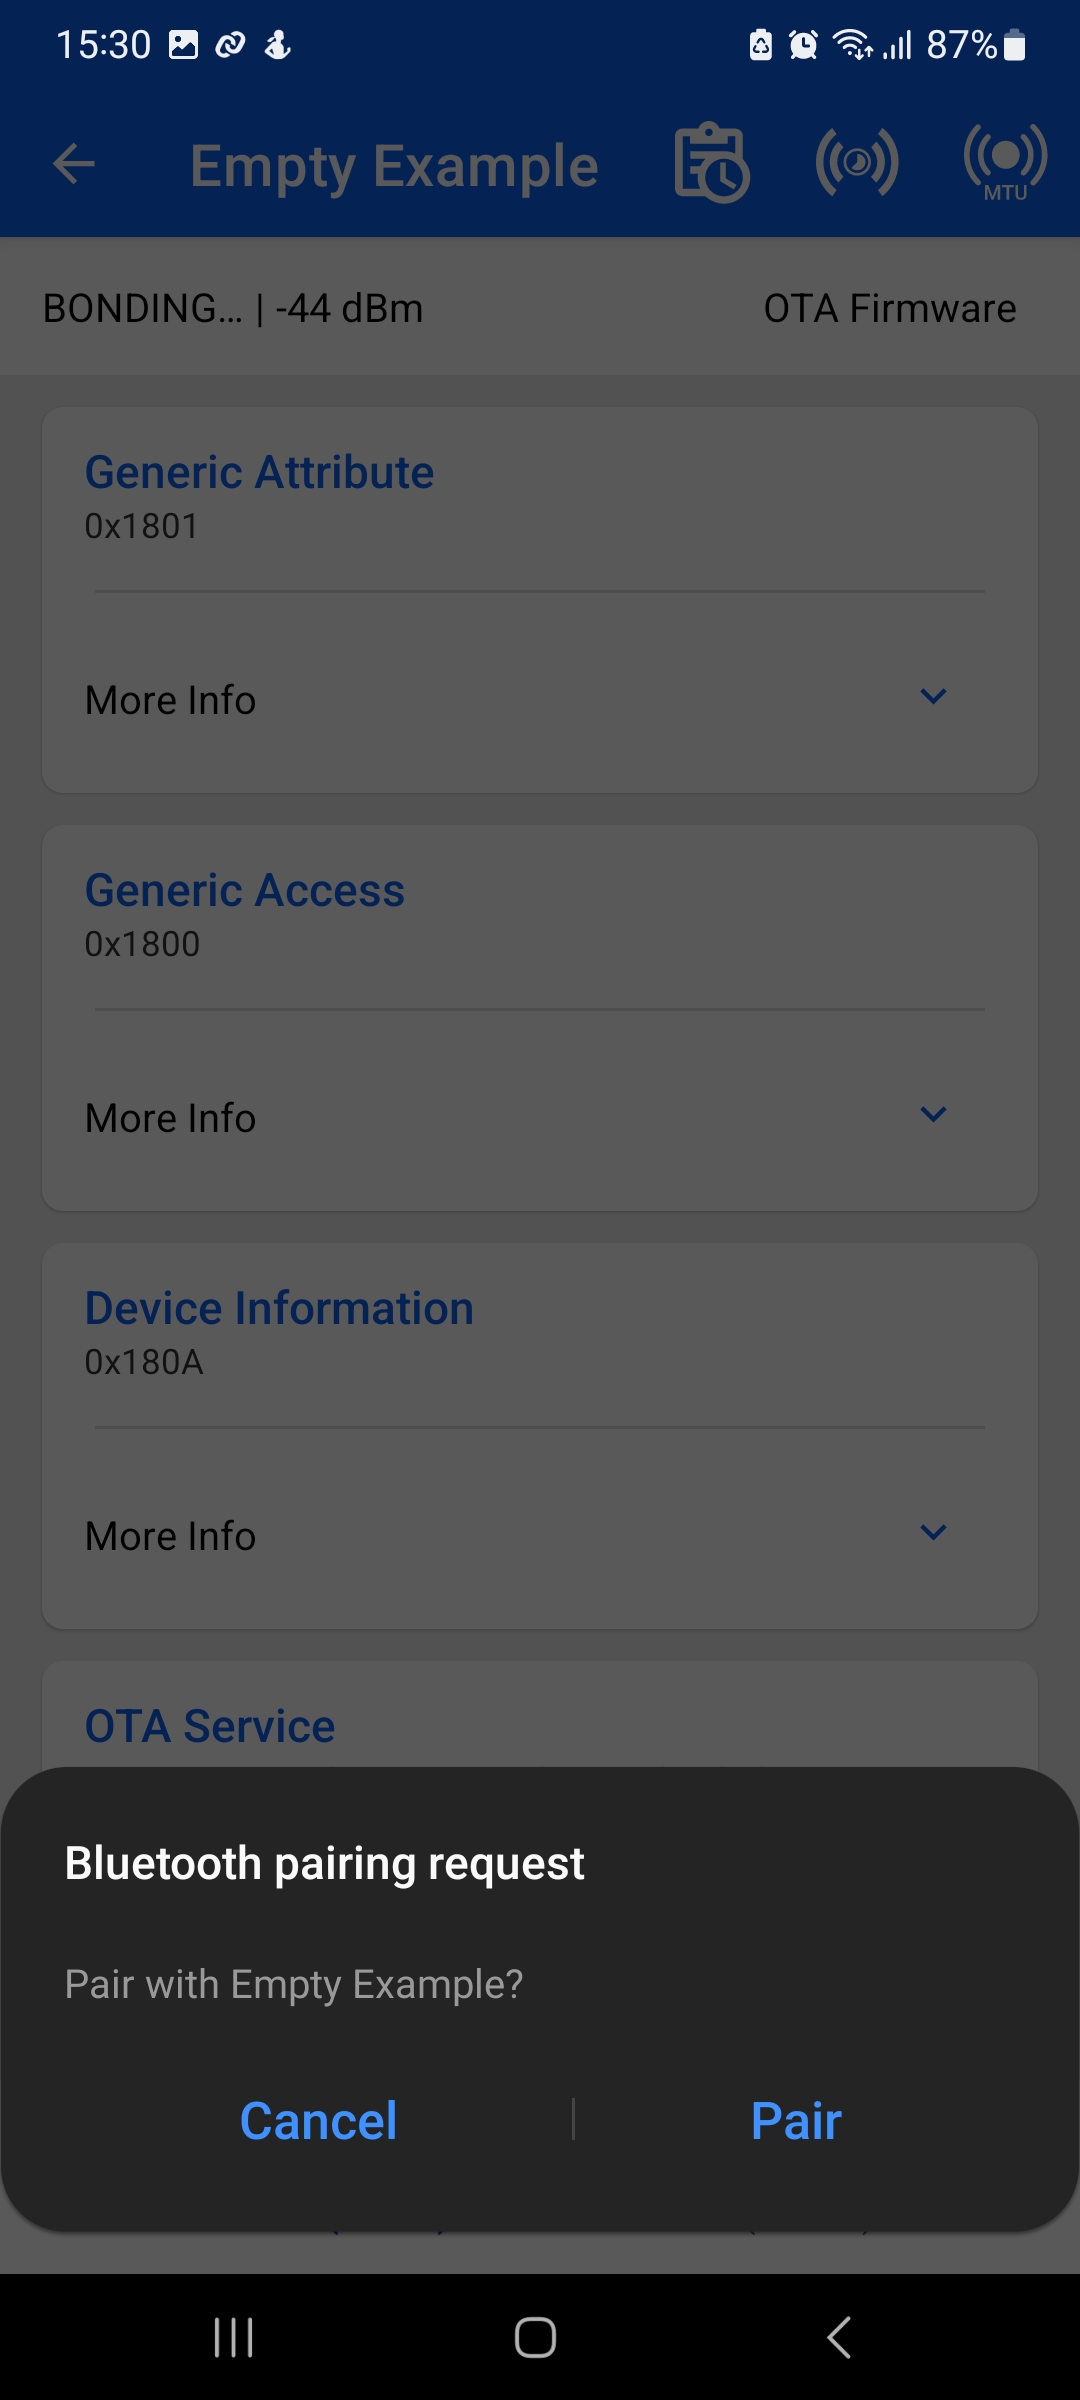 15:30
87%
Empty Example
MTU
BONDING... | -44 dBm
OTA Firmware
Generic Attribute
0x1801
More Info
Generic Access
0x1800
More Info
Device Information
0x180A
More Info
OTA Service
Bluetooth pairing request
Pair with Empty Example?
Cancel
Pair